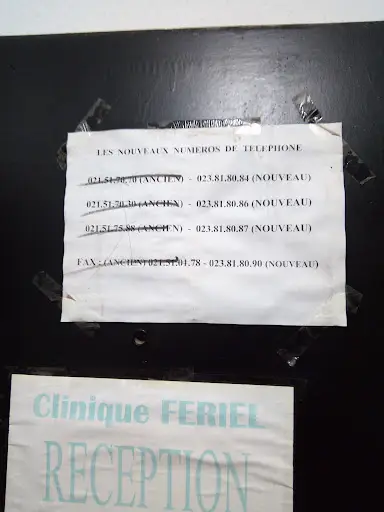 LES NOUVEAUX NUMEROS DE TELEPHONE
021.51.70.70 (ANCIEN) - 023.81.80.84 (NOUVEAU)
021.51.70.30 (ANCIEN) - 023.81.80.86 (NOUVEAU)
021.51.75.88 (ANCIEN) - 023.81.80.87 (NOUVEAU)
FAX : (ANCIEN) 021.51.01.78 - 023.81.80.90 (NOUVEAU)
Clinique FERIEL
RECEPTION